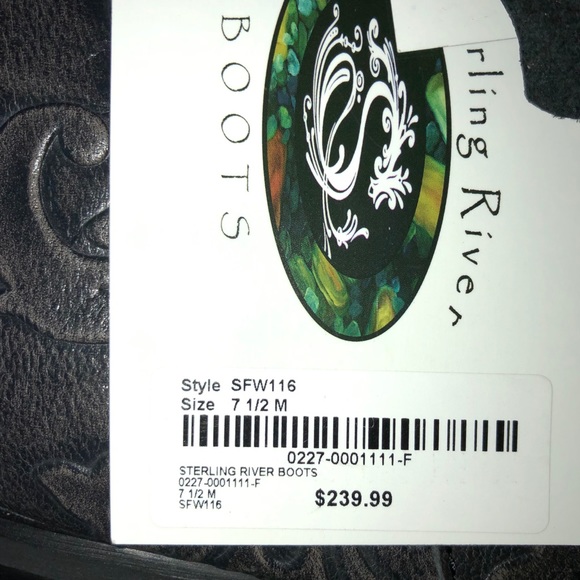 rling River
BOOTS
Style SFW116
Size 7 1/2 M
0227-0001111-F
STERLING RIVER BOOTS
0227-0001111-F
7 1/2 M
SFW116
$239.99